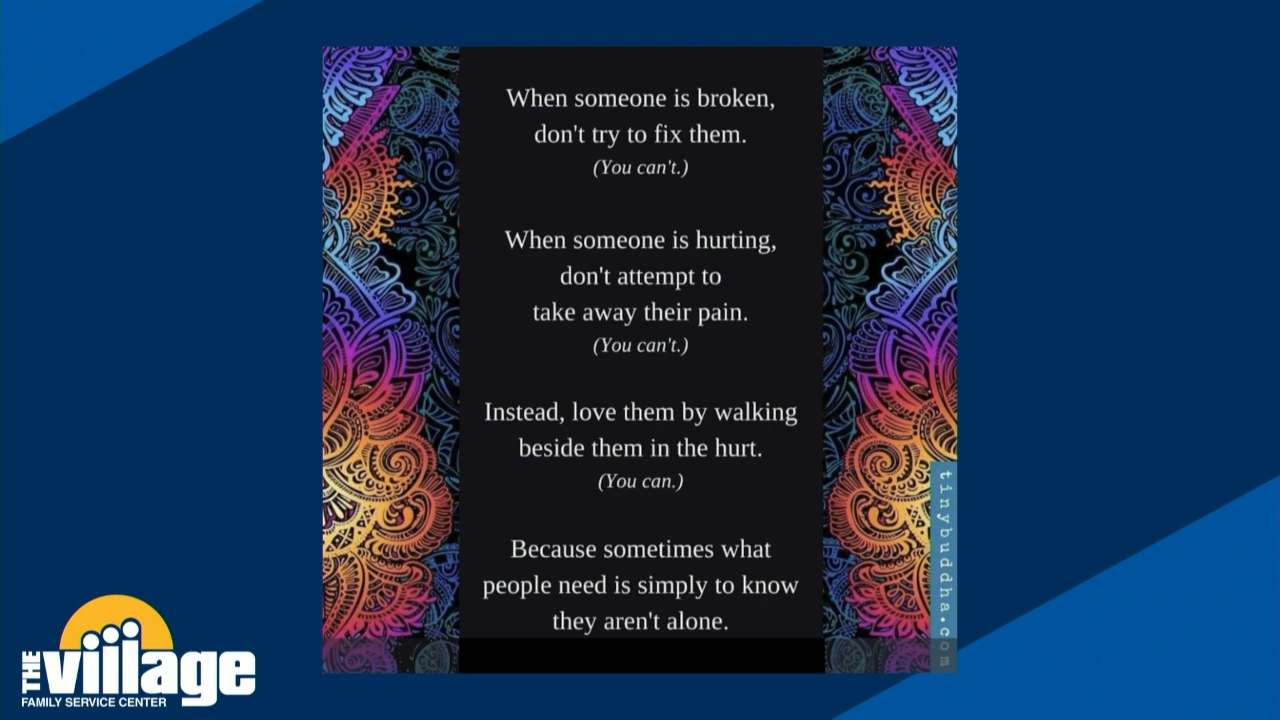 When someone is broken,
don't try to fix them.
(You can't.)
When someone is hurting,
don't attempt to
take away their pain.
(You can't.)
Instead, love them by walking
beside them in the hurt.
(You can.)
Because sometimes what
people need is simply to know
they aren't alone.
tinybuddha.com
THE village
FAMILY SERVICE CENTER